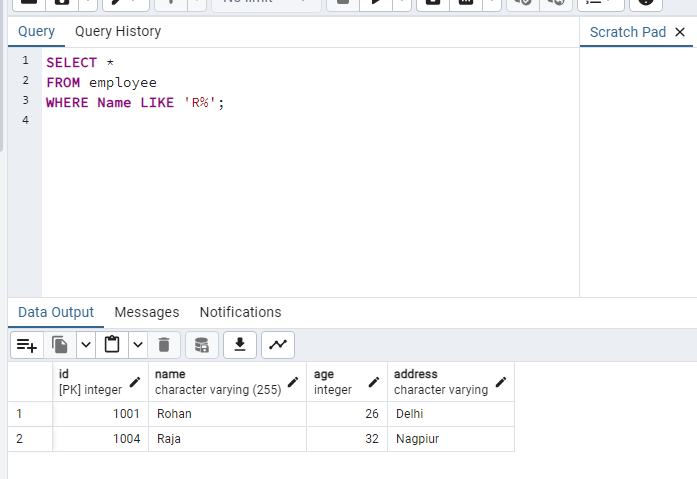 Query Query History Scratch Pad
1 SELECT *
2 FROM employee
3 WHERE Name LIKE 'R%';
4
Data Output Messages Notifications
id name age address
[PK] integer character varying (255) integer character varying
1 1001 Rohan 26 Delhi
2 1004 Raja 32 Nagpiur